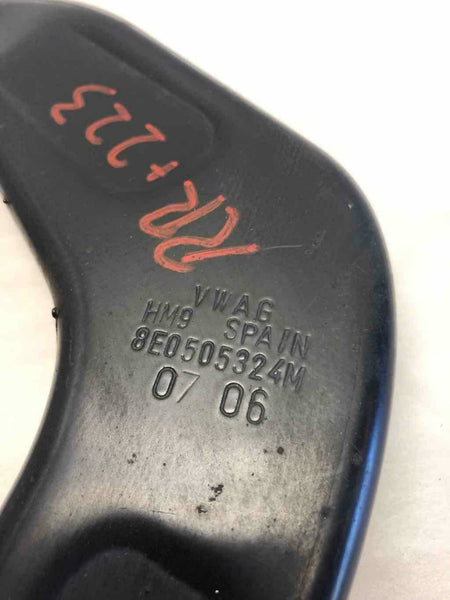 RR + 223
VWAG
HM9 SPAIN
8E0505324M
07 06